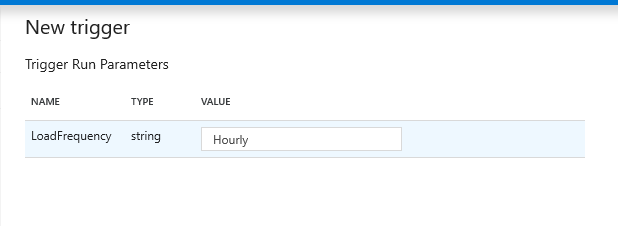 New trigger
Trigger Run Parameters
NAME TYPE VALUE
LoadFrequency string Hourly